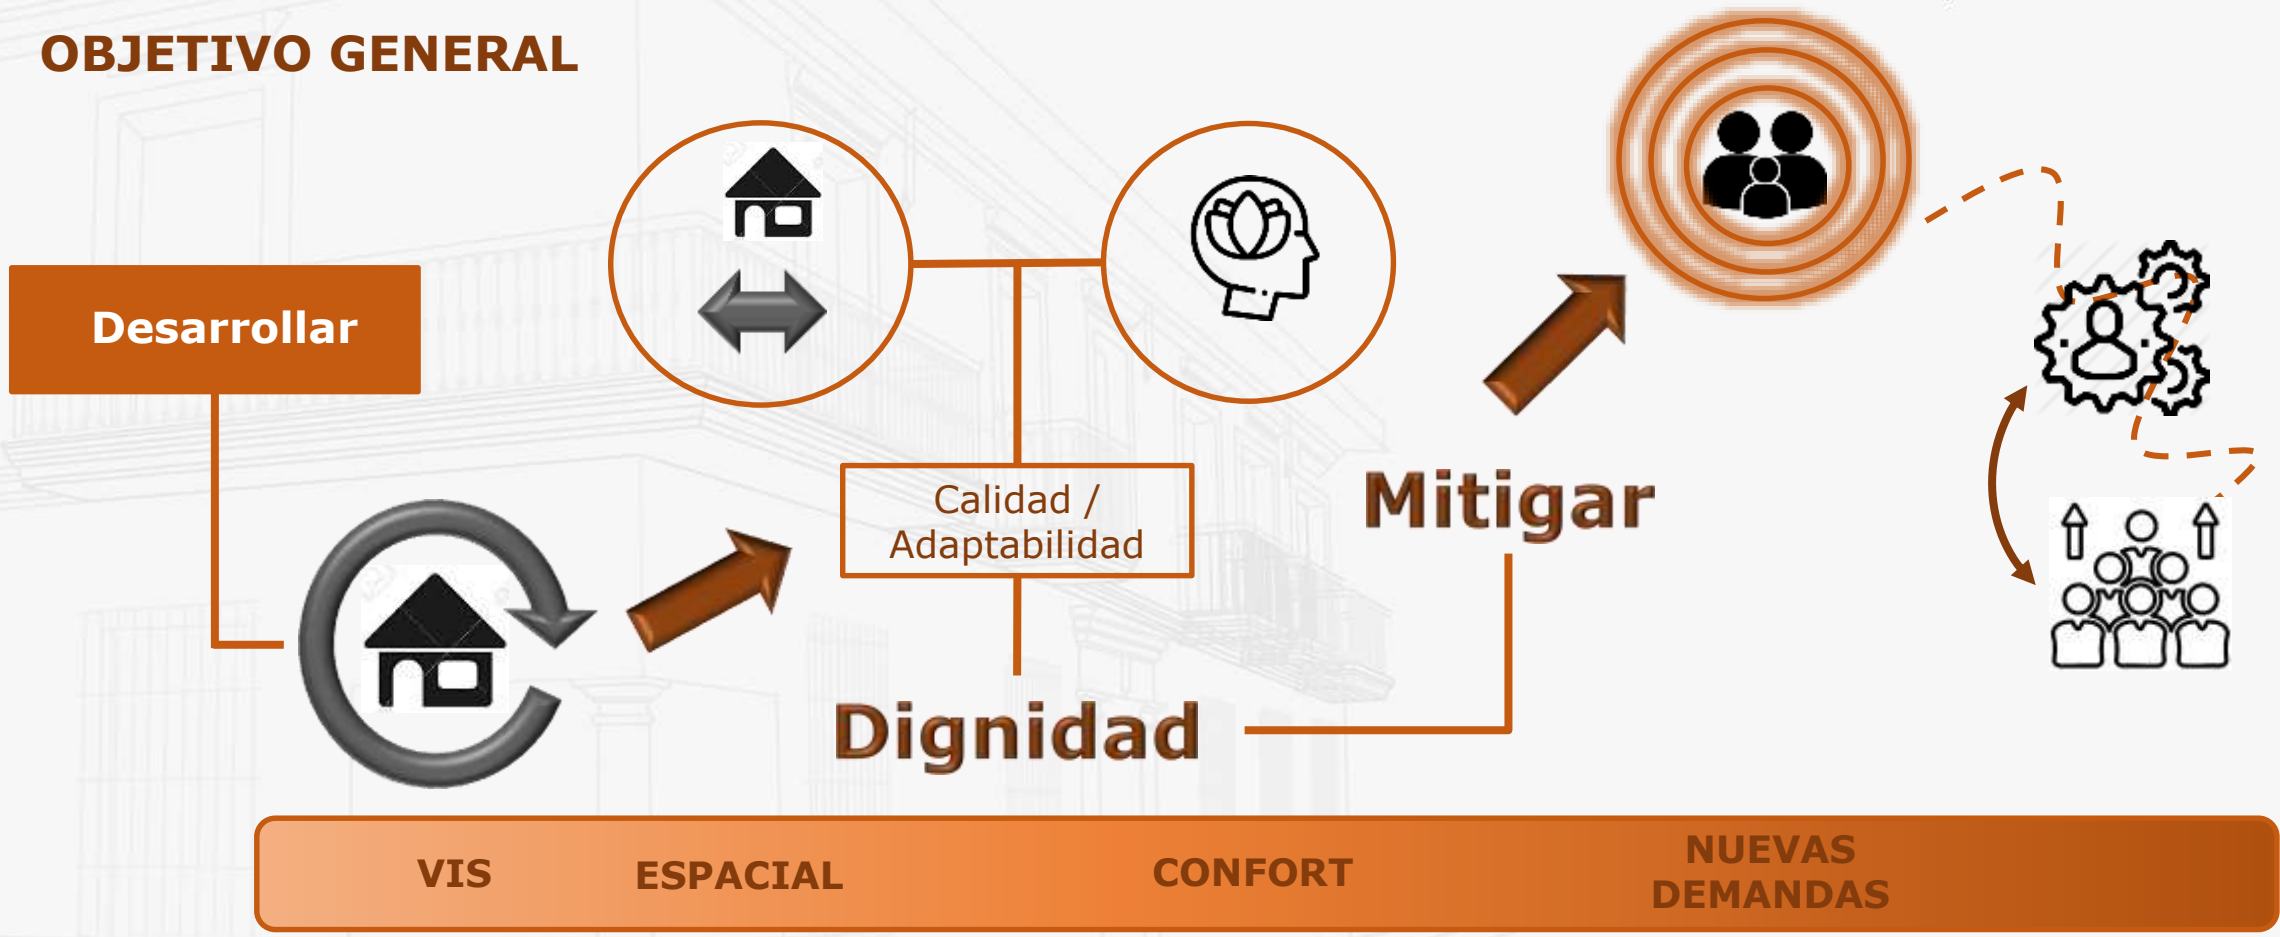 OBJETIVO GENERAL
Desarrollar
Calidad /
Adaptabilidad
Mitigar
Dignidad
VIS
ESPACIAL
CONFORT
NUEVAS
DEMANDAS